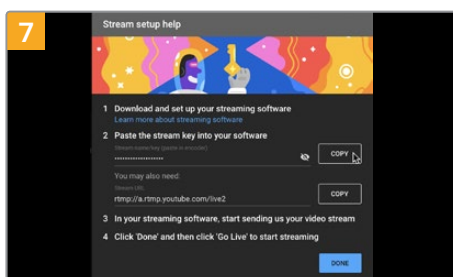 7
Stream setup help
1 Download and set up your streaming software
Learn more about streaming software
2 Paste the stream key into your software
Stream name/key (paste in encoder)
••••••••••••••••••••
COPY
You may also need
Stream URL
rtmp://a.rtmp.youtube.com/live2
COPY
3 In your streaming software, start sending us your video stream
4 Click 'Done' and then click 'Go Live' to start streaming
DONE